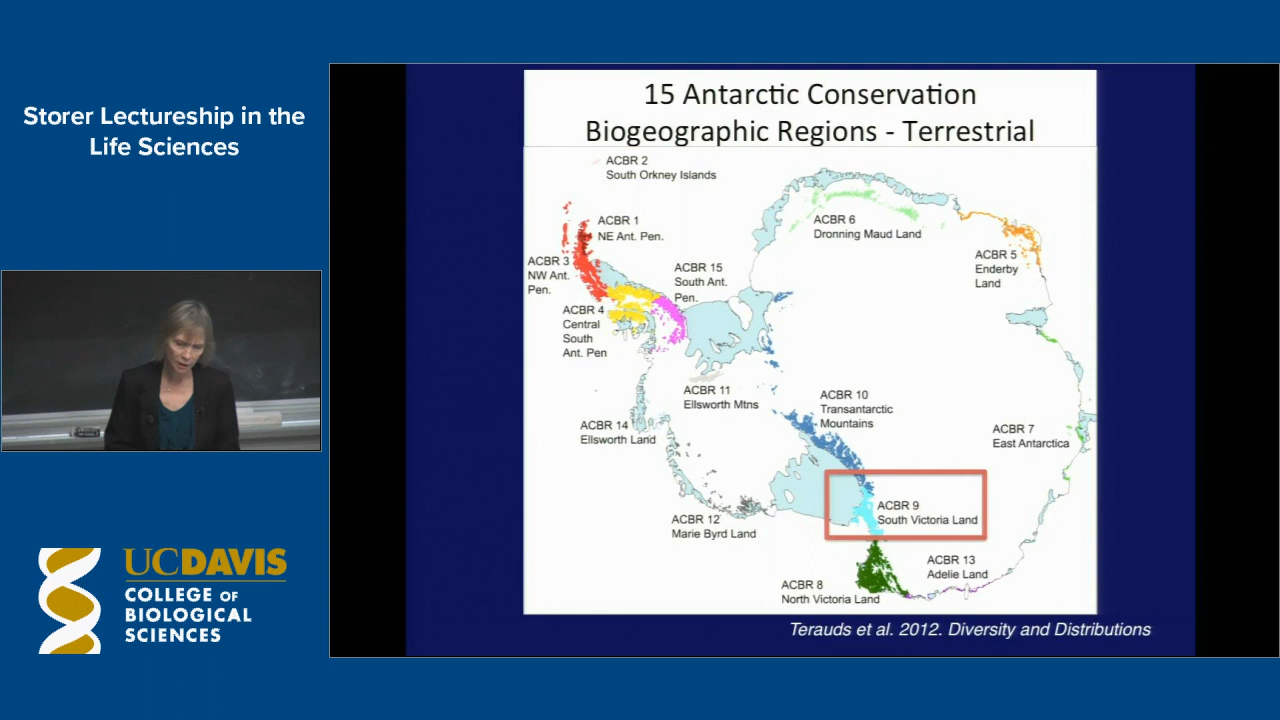 Storer Lectureship in the
Life Sciences
UCDAVIS
COLLEGE OF
BIOLOGICAL
SCIENCES
15 Antarctic Conservation
Biogeographic Regions - Terrestrial
ACBR 2
South Orkney Islands
ACBR 1
NE Ant. Pen.
ACBR 3
NW Ant.
Pen.
ACBR 15
South Ant.
Pen.
ACBR 4
Central
South
Ant. Pen
ACBR 6
Dronning Maud Land
ACBR 5
Enderby
Land
ACBR 11
Ellsworth Mtns
ACBR 10
Transantarctic
Mountains
ACBR 14
Ellsworth Land
ACBR 7
East Antarctica
ACBR 9
South Victoria Land
ACBR 12
Marie Byrd Land
ACBR 13
Adelie Land
ACBR 8
North Victoria Land
Terauds et al. 2012. Diversity and Distributions